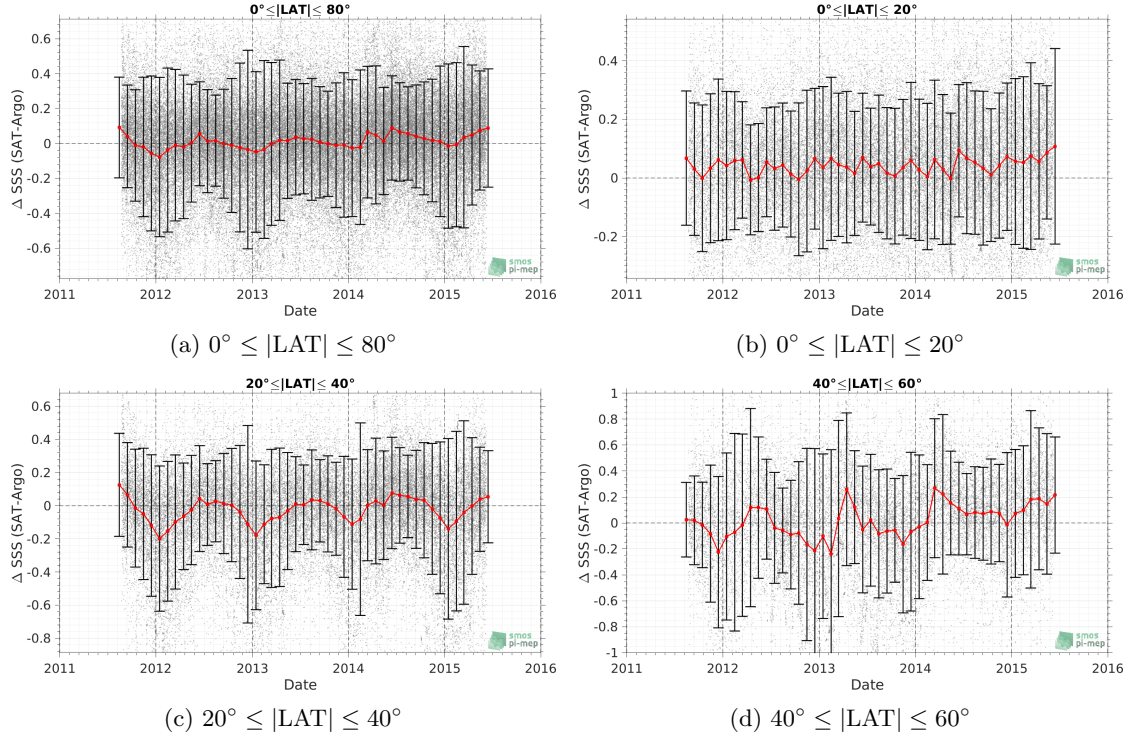 0°≤|LAT|≤ 80°
Δ SSS (SAT-Argo)
0.6
0.4
0.2
0
-0.2
-0.4
-0.6
2011 2012 2013 2014 2015 2016
Date
smos
pi-mep
(a) 0° ≤ |LAT| ≤ 80°
0°≤|LAT|≤ 20°
Δ SSS (SAT-Argo)
0.4
0.2
0
-0.2
2011 2012 2013 2014 2015 2016
Date
smos
pi-mep
(b) 0° ≤ |LAT| ≤ 20°
20°≤|LAT|≤ 40°
Δ SSS (SAT-Argo)
0.6
0.4
0.2
0
-0.2
-0.4
-0.6
-0.8
2011 2012 2013 2014 2015 2016
Date
smos
pi-mep
(c) 20° ≤ |LAT| ≤ 40°
40°≤|LAT|≤ 60°
Δ SSS (SAT-Argo)
1
0.8
0.6
0.4
0.2
0
-0.2
-0.4
-0.6
-0.8
-1
2011 2012 2013 2014 2015 2016
Date
smos
pi-mep
(d) 40° ≤ |LAT| ≤ 60°